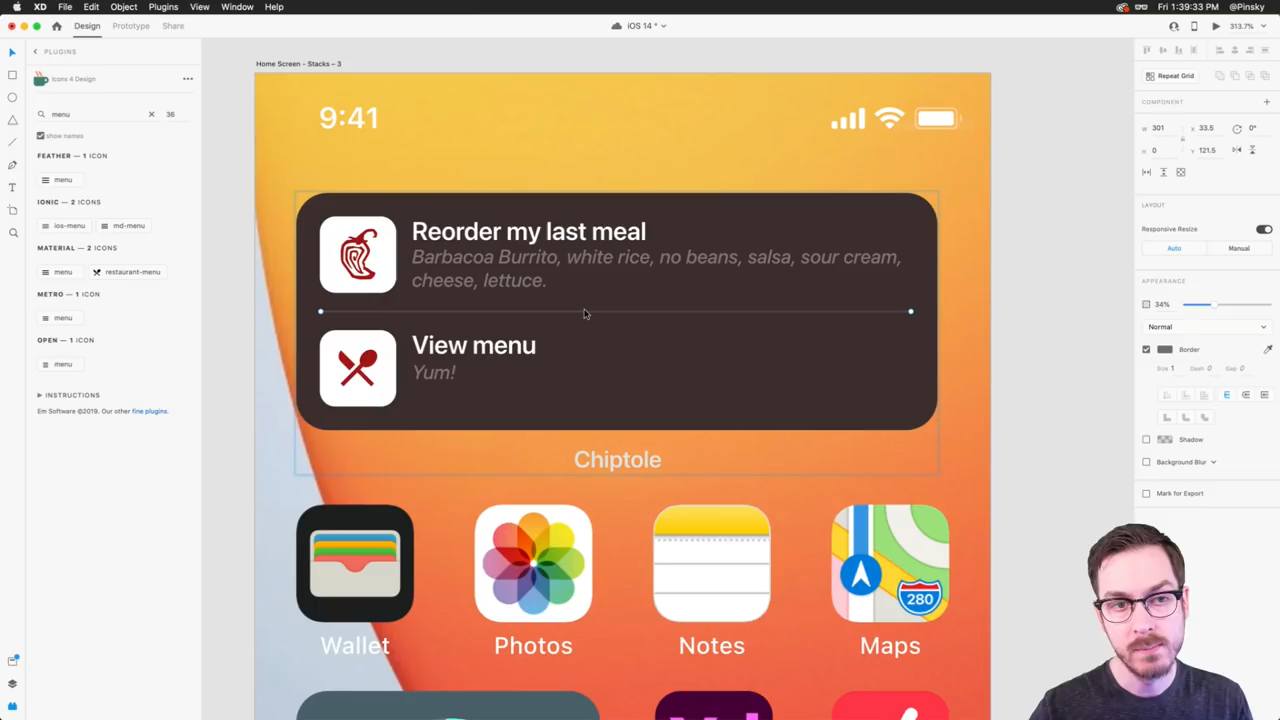 XD File Edit Object Plugins View Window Help
Fri 1:39:33 PM @Pinsky
Design Prototype Share
iOS 14
313.7%
PLUGINS
Icons 4 Design
menu 36
show names
FEATHER — 1 ICON
menu
IONIC — 2 ICONS
ios-menu md-menu
MATERIAL — 2 ICONS
menu restaurant-menu
METRO — 1 ICON
menu
OPEN — 1 ICON
menu
INSTRUCTIONS
Em Software ©2019. Our other fine plugins.
Home Screen - Stacks – 3
9:41
Reorder my last meal
Barbacoa Burrito, white rice, no beans, salsa, sour cream,
cheese, lettuce.
View menu
Yum!
Chiptole
Wallet Photos Notes Maps
280
Repeat Grid
COMPONENT
W 301 X 33.5 0°
H 0 Y 121.5
LAYOUT
Responsive Resize
Auto Manual
APPEARANCE
34%
Normal
Border
Size 1 Dash 0 Gap 0
Shadow
Background Blur
Mark for Export